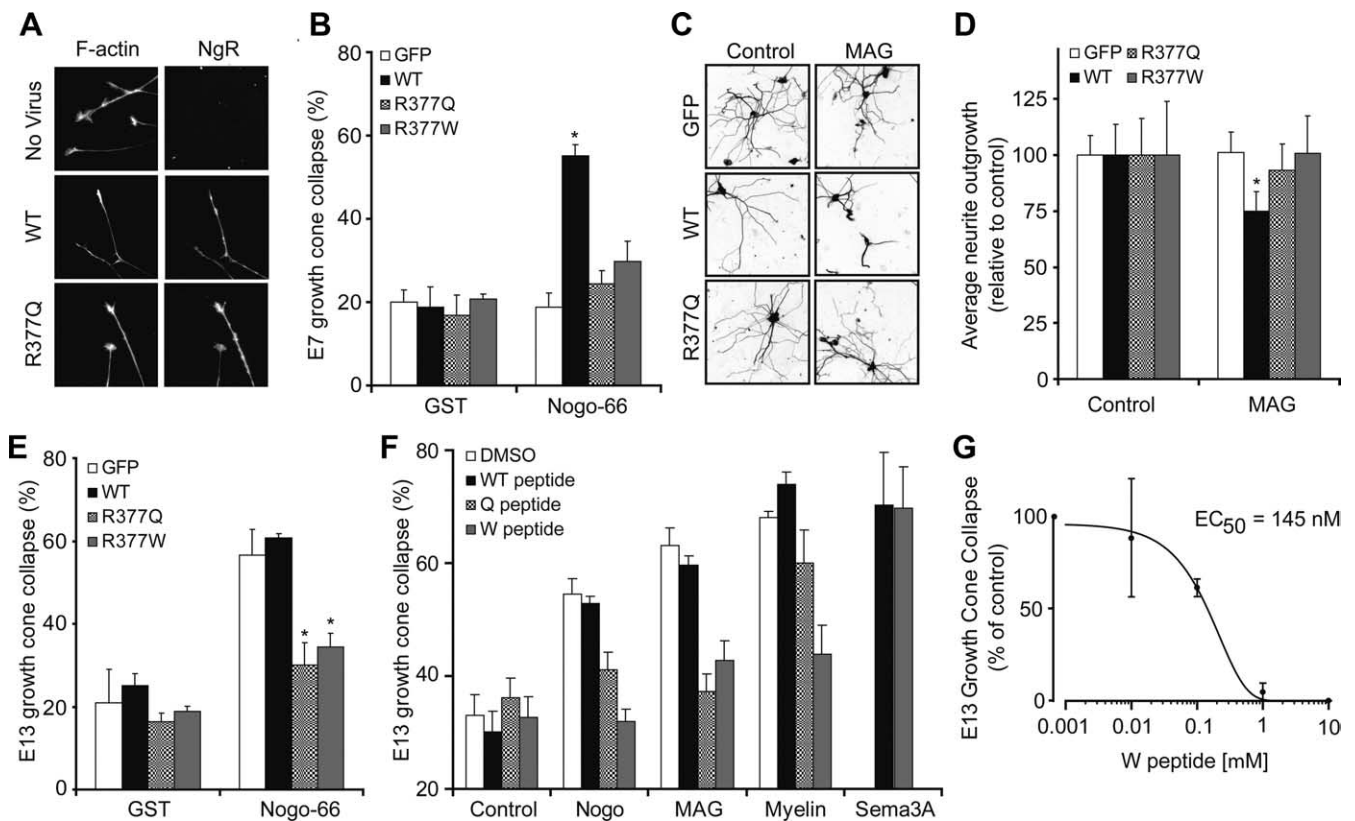 A
F-actin NgR
No Virus
WT
R377Q
B
E7 growth cone collapse (%)
80
60
40
20
0
GFP
WT
R377Q
R377W
*
GST Nogo-66
C
Control MAG
GFP
WT
R377Q
D
Average neurite outgrowth
(relative to control)
GFP R377Q
WT R377W
125
100
75
50
25
0
*
Control MAG
E
E13 growth cone collapse (%)
80
60
40
20
0
GFP
WT
R377Q
R377W
* *
GST Nogo-66
F
E13 growth cone collapse (%)
80
60
40
20
DMSO
WT peptide
Q peptide
W peptide
Control Nogo MAG Myelin Sema3A
G
E13 Growth Cone Collapse
(% of control)
100
50
0
EC50 = 145 nM
0.001 0.01 0.1 1 10
W peptide [mM]